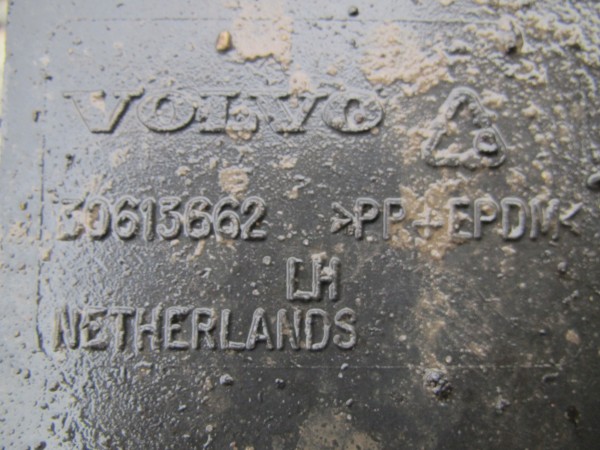 VOLVO
30613662 >PP+EPDM<
LH
NETHERLANDS